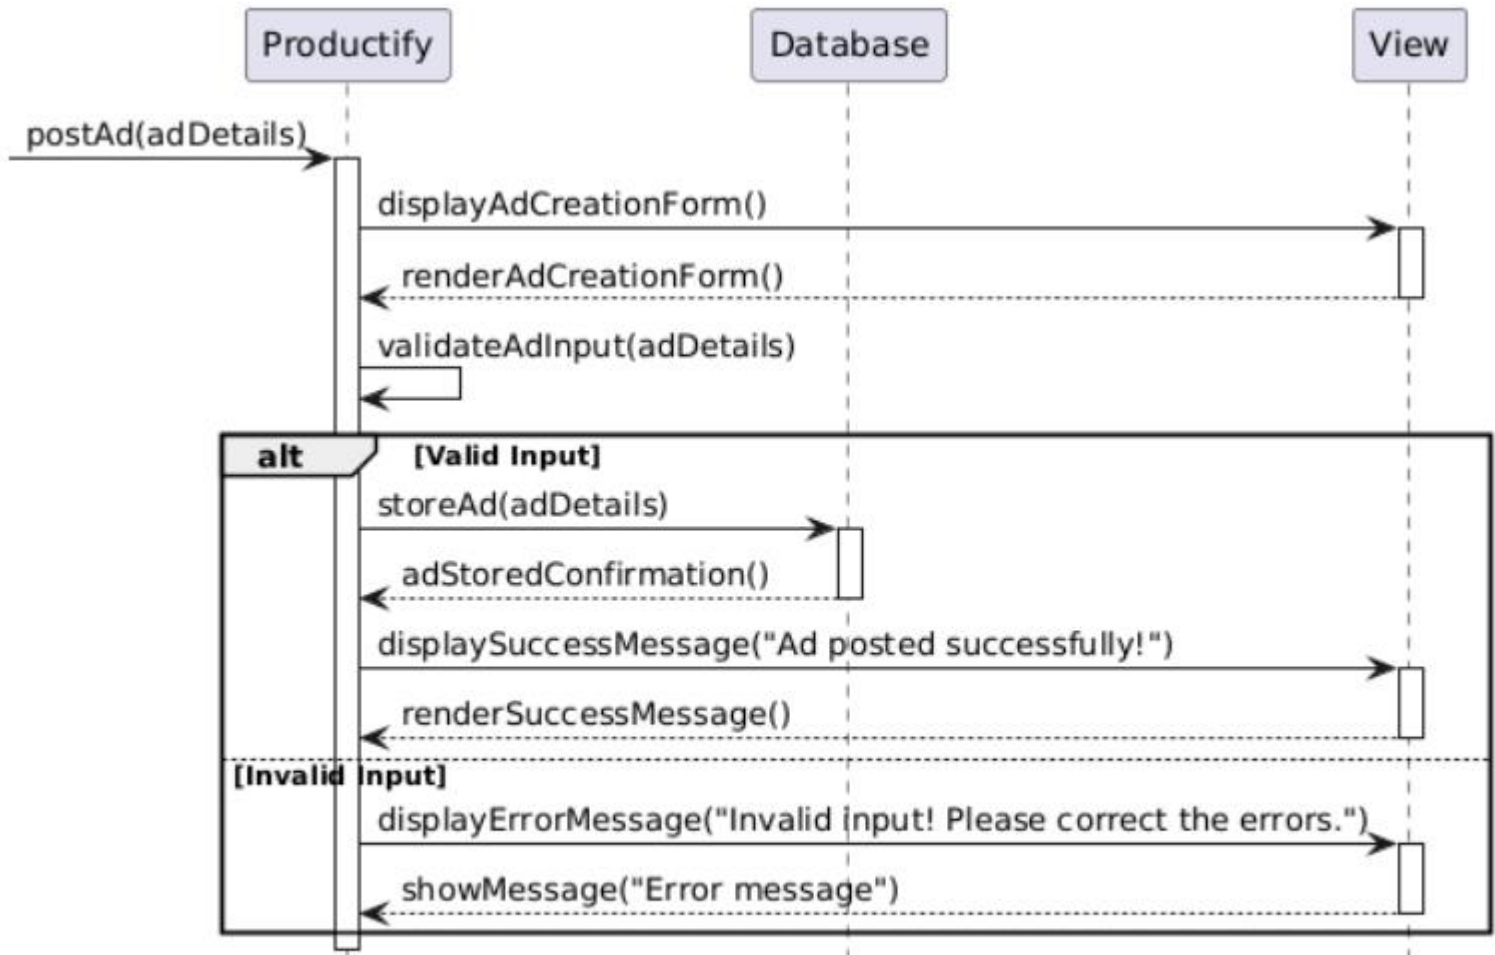 Productify Database View
postAd(adDetails)
displayAdCreationForm()
renderAdCreationForm()
validateAdInput(adDetails)
alt [Valid Input]
storeAd(adDetails)
adStoredConfirmation()
displaySuccessMessage("Ad posted successfully!")
renderSuccessMessage()
[Invalid Input]
displayErrorMessage("Invalid input! Please correct the errors.")
showMessage("Error message")